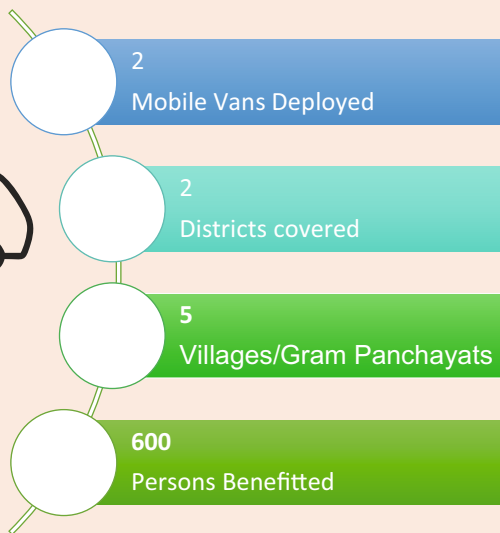 2
Mobile Vans Deployed
2
Districts covered
5
Villages/Gram Panchayats
600
Persons Benefitted